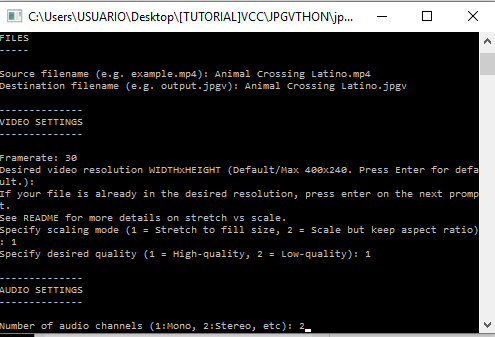 C:\Users\USUARIO\Desktop\[TUTORIAL]VCC\JPGVTHON\jp...
FILES
-----
Source filename (e.g. example.mp4): Animal Crossing Latino.mp4
Destination filename (e.g. output.jpgv): Animal Crossing Latino.jpgv
--------------
VIDEO SETTINGS
--------------
Framerate: 30
Desired video resolution WIDTHxHEIGHT (Default/Max 400x240. Press Enter for defa
ult.):
If your file is already in the desired resolution, press enter on the next promp
t.
See README for more details on stretch vs scale.
Specify scaling mode (1 = Stretch to fill size, 2 = Scale but keep aspect ratio)
: 1
Specify desired quality (1 = High-quality, 2 = Low-quality): 1
--------------
AUDIO SETTINGS
--------------
Number of audio channels (1:Mono, 2:Stereo, etc): 2